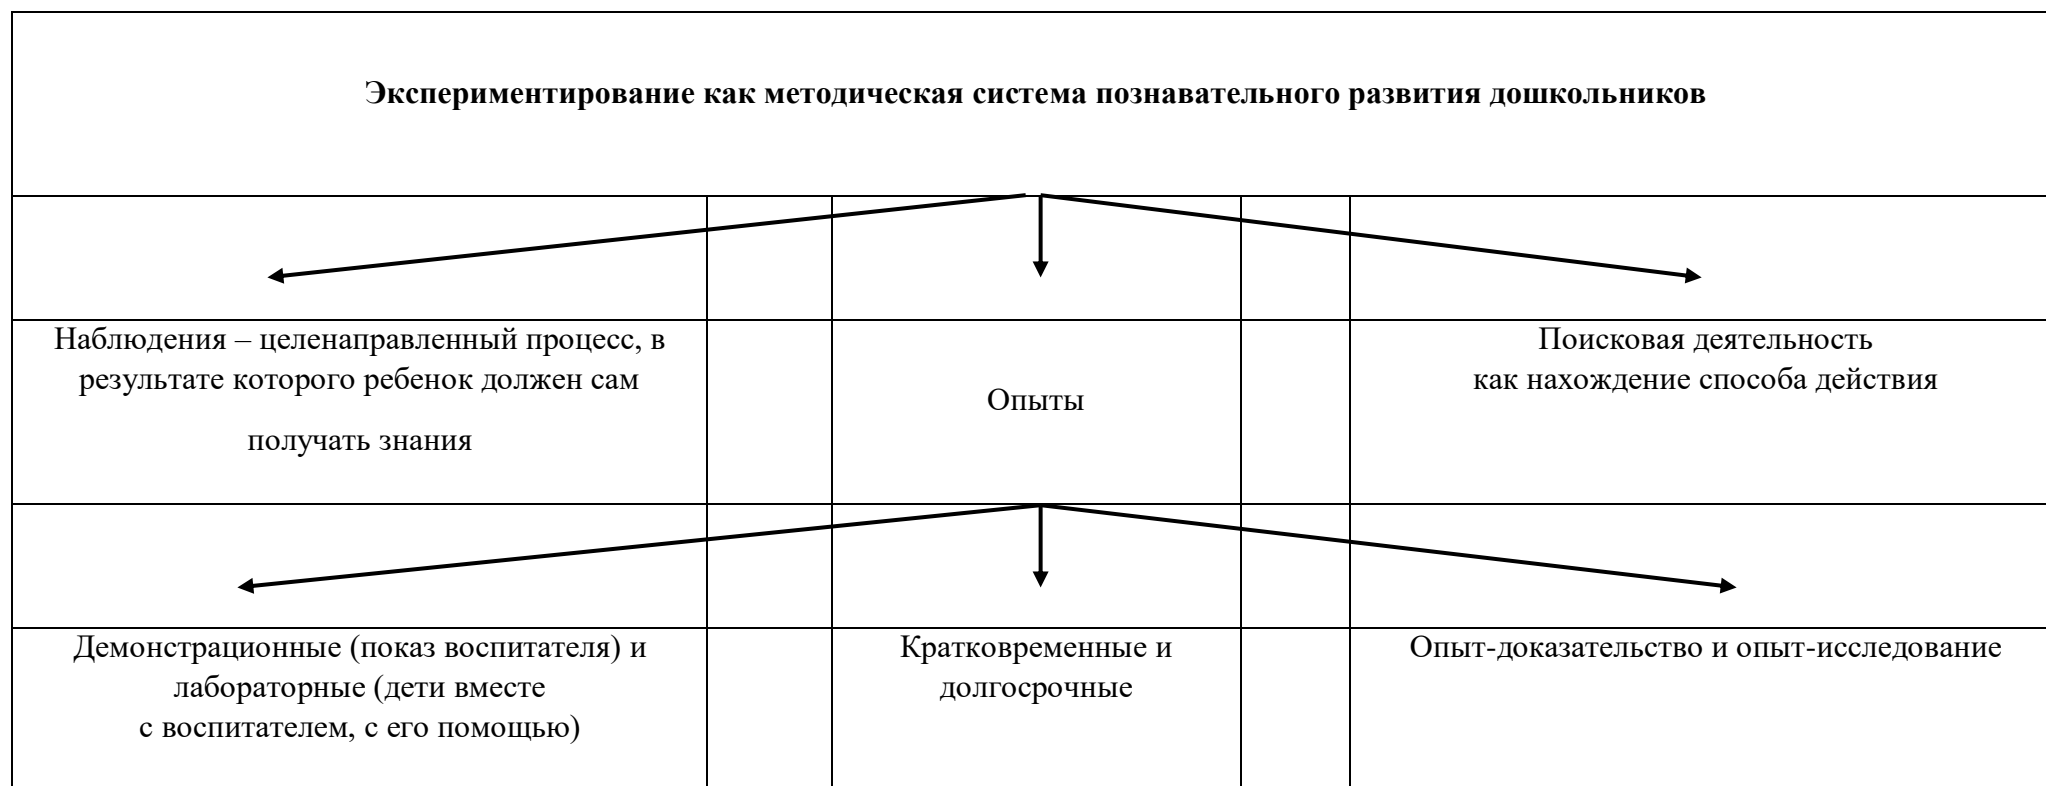 Экспериментирование как методическая система познавательного развития дошкольников
Наблюдения – целенаправленный процесс, в
результате которого ребенок должен сам
получать знания
Опыты
Поисковая деятельность
как нахождение способа действия
Демонстрационные (показ воспитателя) и
лабораторные (дети вместе
с воспитателем, с его помощью)
Кратковременные и
долгосрочные
Опыт-доказательство и опыт-исследование